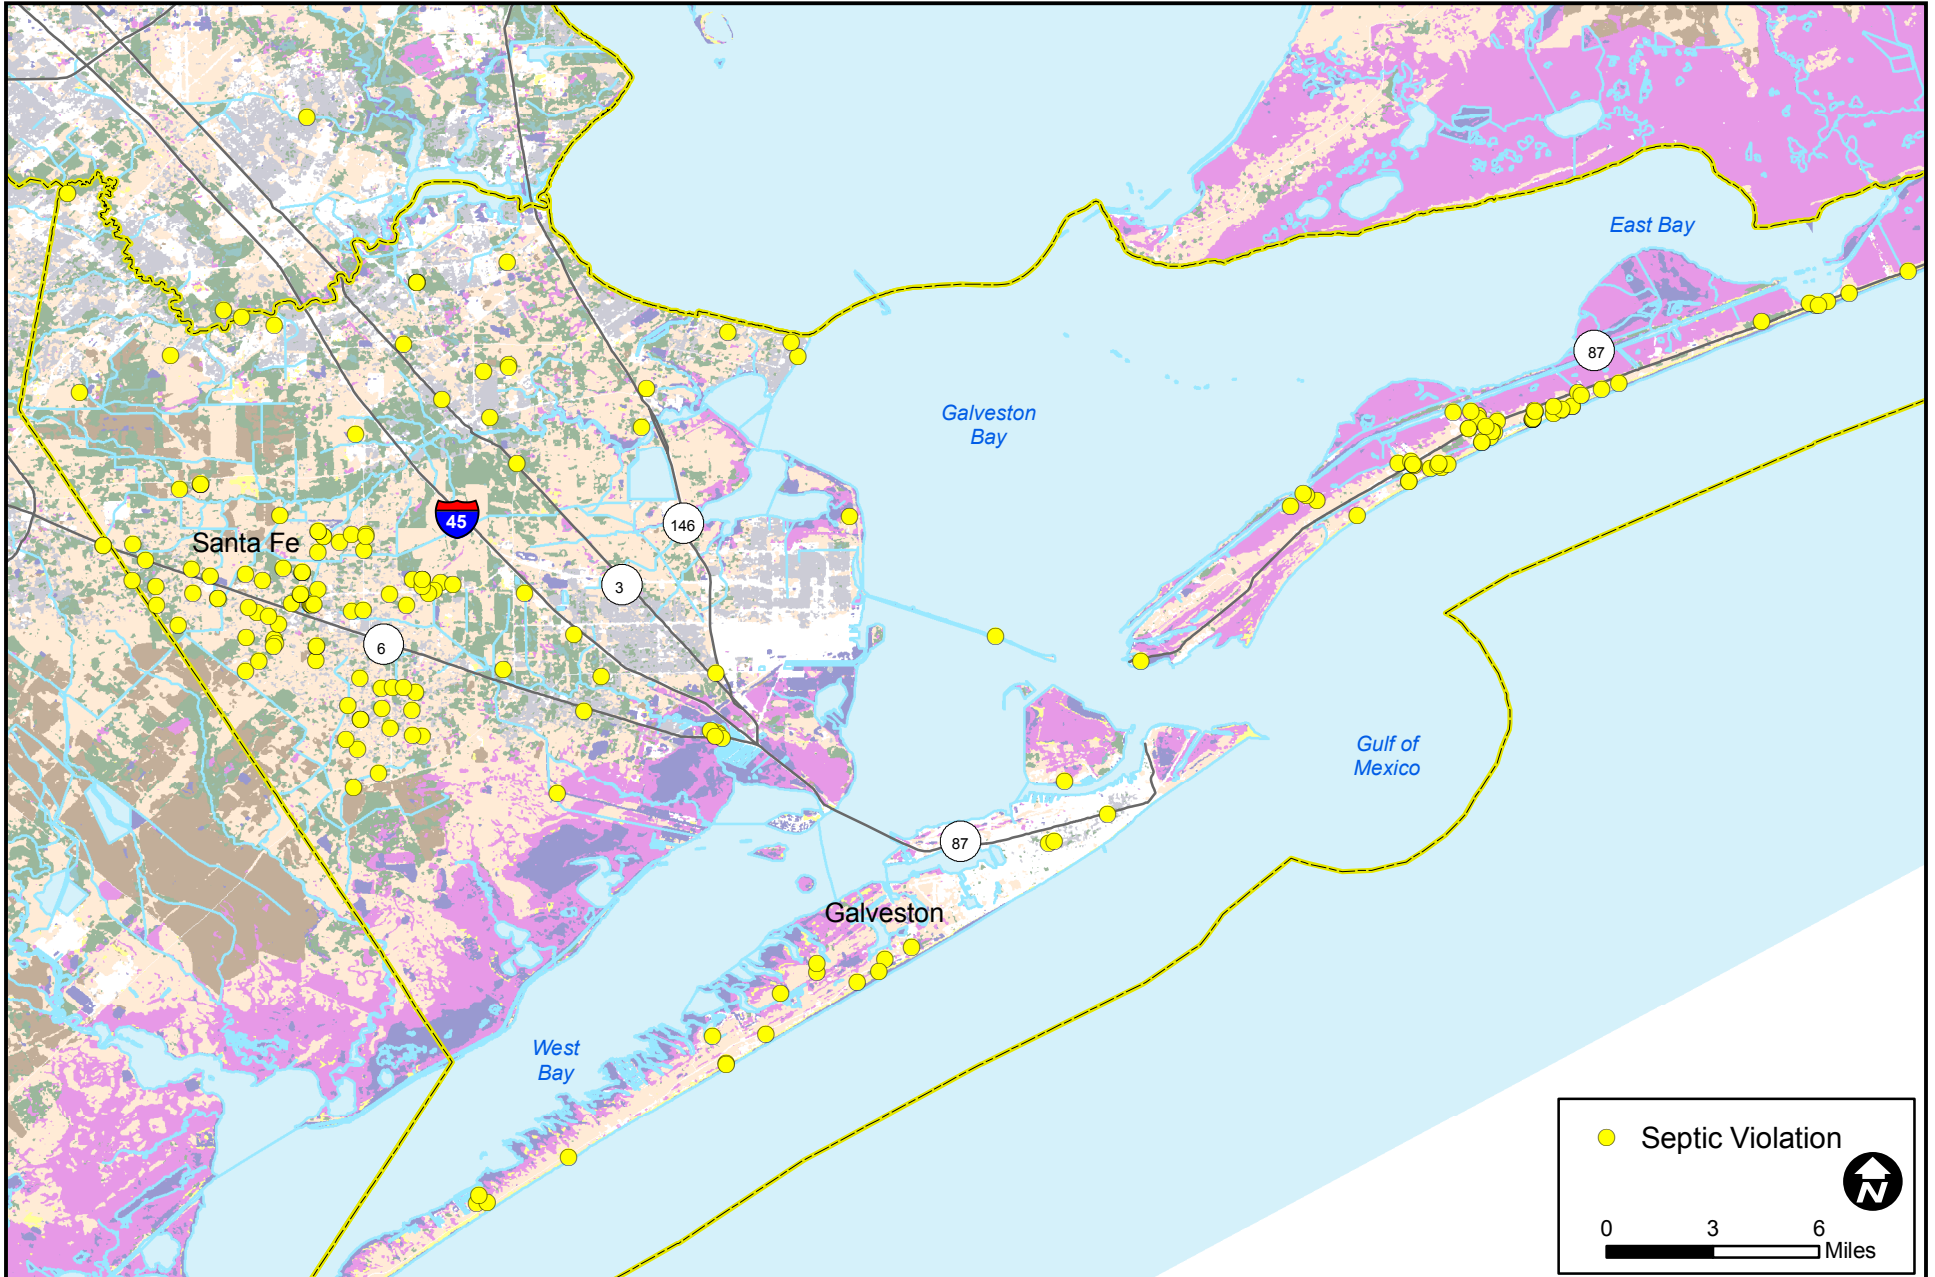 East Bay
87
Galveston
Bay
45
146
Santa Fe
3
6
Gulf of
Mexico
87
Galveston
West
Bay
Septic Violation
N
0 3 6
Miles